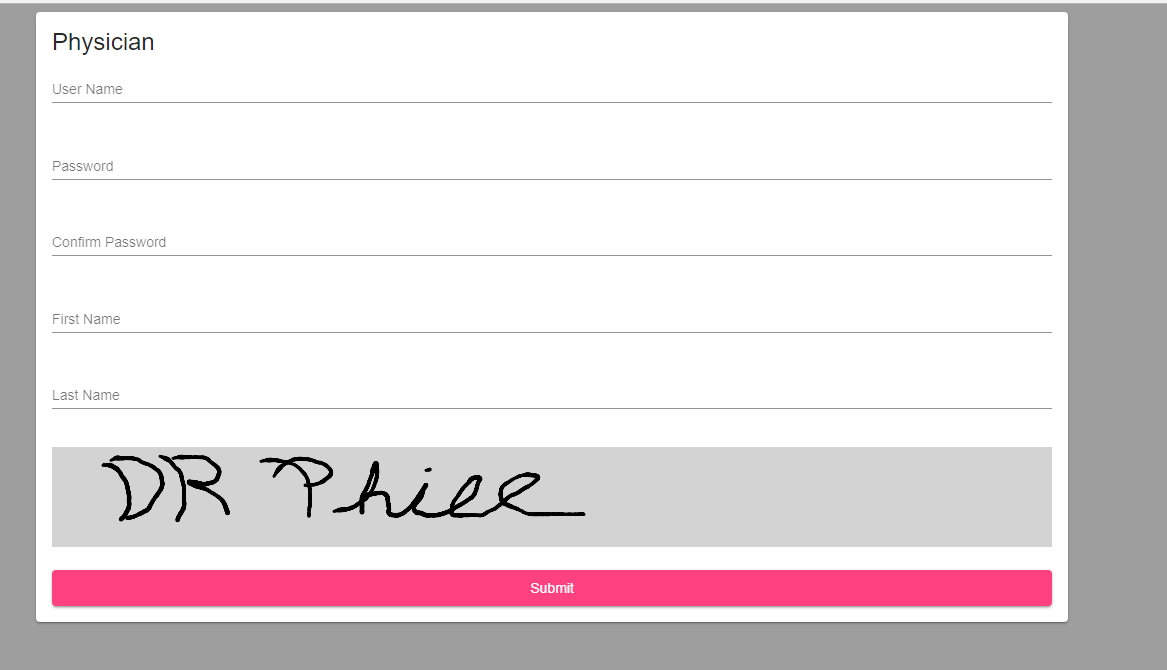 Physician
User Name
Password
Confirm Password
First Name
Last Name
DR Phill
Submit